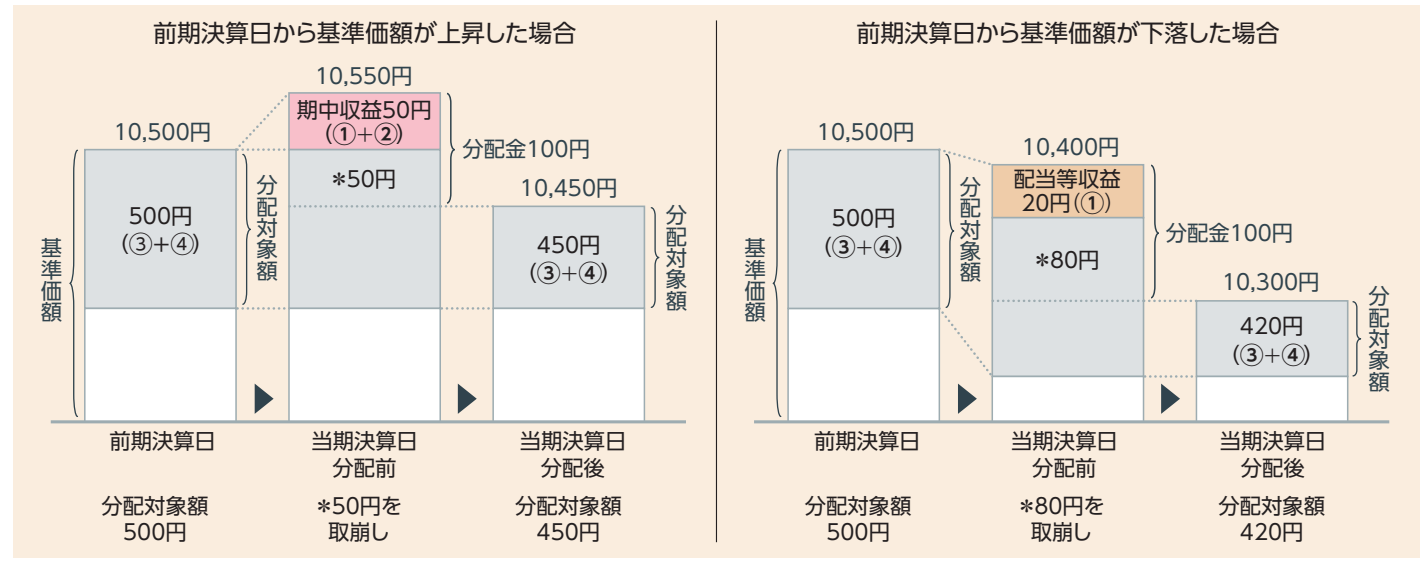 前期決算日から基準価額が上昇した場合
10,550円
期中収益50円
(①+②)
10,500円
分配金100円
*50円
10,450円
500円
(③+④)
分配対象額
450円
(③+④)
分配対象額
基準価額
前期決算日
当期決算日
分配前
当期決算日
分配後
分配対象額
500円
*50円を
取崩し
分配対象額
450円
前期決算日から基準価額が下落した場合
10,500円
10,400円
配当等収益
20円(①)
500円
(③+④)
分配対象額
分配金100円
*80円
基準価額
10,300円
420円
(③+④)
分配対象額
前期決算日
当期決算日
分配前
当期決算日
分配後
分配対象額
500円
*80円を
取崩し
分配対象額
420円